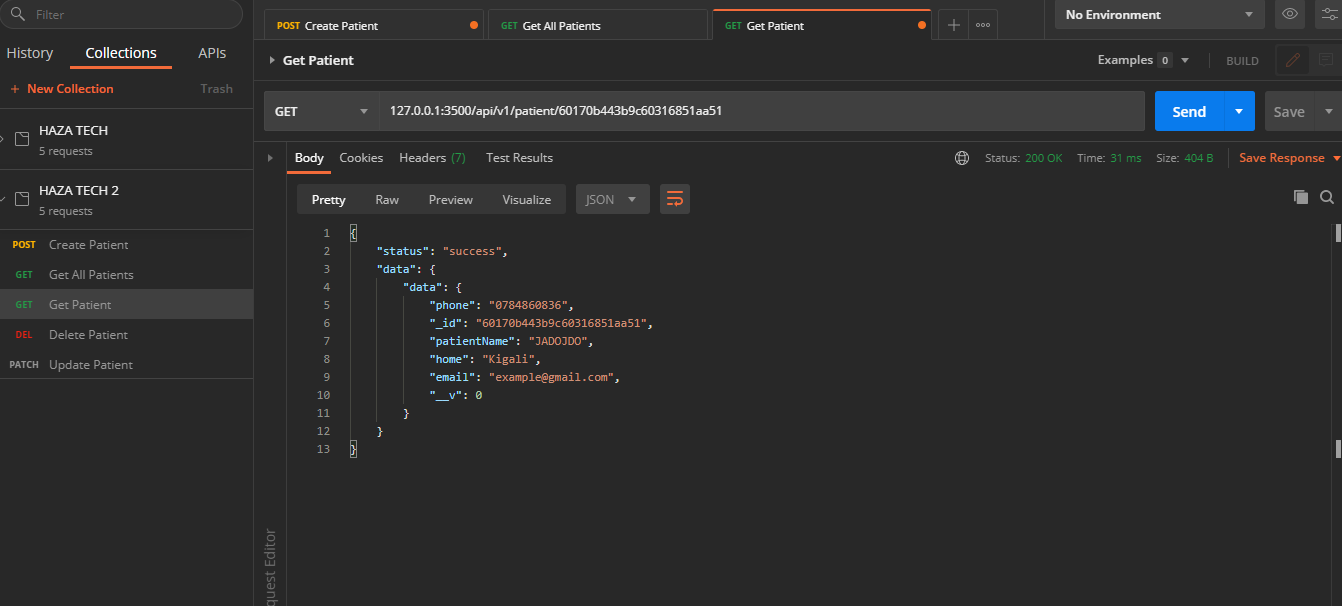 Filter
History Collections APIs
+ New Collection Trash
HAZA TECH
5 requests
HAZA TECH 2
5 requests
POST Create Patient
GET Get All Patients
GET Get Patient
DEL Delete Patient
PATCH Update Patient
POST Create Patient GET Get All Patients GET Get Patient No Environment
Get Patient Examples 0 BUILD
GET 127.0.0.1:3500/api/v1/patient/60170b443b9c60316851aa51 Send Save
Body Cookies Headers (7) Test Results Status: 200 OK Time: 31 ms Size: 404 B Save Response
Pretty Raw Preview Visualize JSON
1 {
2 "status": "success",
3 "data": {
4 "data": {
5 "phone": "0784860836",
6 "_id": "60170b443b9c60316851aa51",
7 "patientName": "JADOJDO",
8 "home": "Kigali",
9 "email": "example@gmail.com",
10 "__v": 0
11 }
12 }
13 }
quest Editor